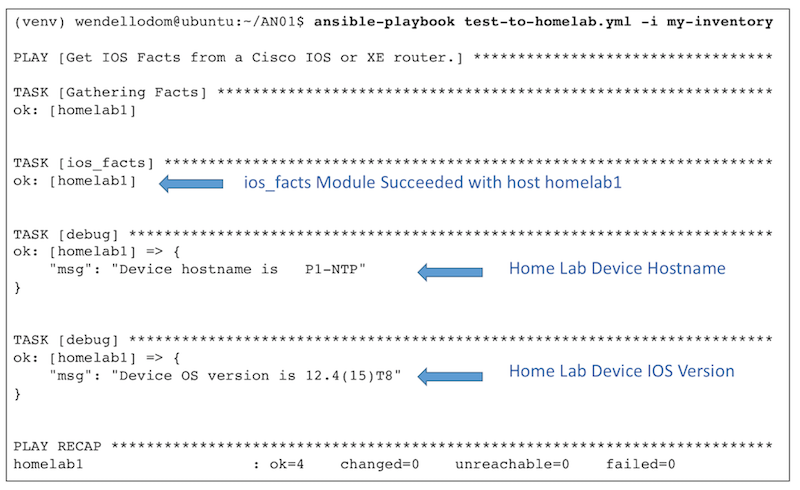 (venv) wendellodom@ubuntu:~/AN01$ ansible-playbook test-to-homelab.yml -i my-inventory
PLAY [Get IOS Facts from a Cisco IOS or XE router.] **********************************
TASK [Gathering Facts] ***************************************************************
ok: [homelab1]
TASK [ios_facts] *********************************************************************
ok: [homelab1] ios_facts Module Succeeded with host homelab1
TASK [debug] *************************************************************************
ok: [homelab1] => {
"msg": "Device hostname is   P1-NTP" Home Lab Device Hostname
}
TASK [debug] *************************************************************************
ok: [homelab1] => {
"msg": "Device OS version is 12.4(15)T8" Home Lab Device IOS Version
}
PLAY RECAP ***************************************************************************
homelab1                   : ok=4    changed=0    unreachable=0    failed=0